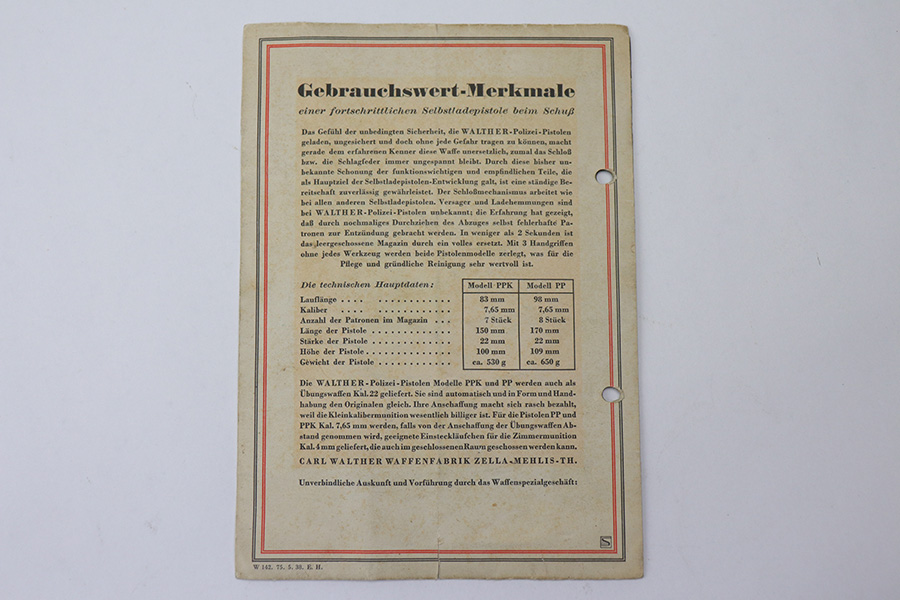 Gebrauchswert-Merkmale
einer fortschrittlichen Selbstladepistole beim Schuß
Das Gefühl der unbedingten Sicherheit, die WALTHER-Polizei-Pistolen
geladen, ungesichert und doch ohne jede Gefahr tragen zu können, macht
gerade dem erfahrenen Kenner diese Waffe unersetzlich, zumal das Schloß
bzw. die Schlagfeder immer ungespannt bleibt. Durch diese bisher un-
bekannte Schonung der funktionswichtigen und empfindlichen Teile, die
als Hauptziel der Selbstladepistolen-Entwicklung galt, ist eine ständige Be-
reitschaft zuverlässig gewährleistet. Der Schloßmechanismus arbeitet wie
bei allen anderen Selbstladepistolen. Versager und Ladehemmungen sind
bei WALTHER-Polizei-Pistolen unbekannt; die Erfahrung hat gezeigt,
daß durch nochmaliges Durchziehen des Abzuges selbst fehlerhafte Pa-
tronen zur Entzündung gebracht werden. In weniger als 2 Sekunden ist
das leergeschossene Magazin durch ein volles ersetzt. Mit 3 Handgriffen
ohne jedes Werkzeug werden beide Pistolenmodelle zerlegt, was für die
Pflege und gründliche Reinigung sehr wertvoll ist.
Die technischen Hauptdaten: Modell PPK Modell PP
Lauflänge .... ............ 83 mm 98 mm
Kaliber .... ............ 7,65 mm 7,65 mm
Anzahl der Patronen im Magazin ... 7 Stück 8 Stück
Länge der Pistole ............. 150 mm 170 mm
Stärke der Pistole ............. 22 mm 22 mm
Höhe der Pistole.............. 100 mm 109 mm
Gewicht der Pistole ............ ca. 530 g ca. 650 g
Die WALTHER-Polizei-Pistolen Modelle PPK und PP werden auch als
Übungswaffen Kal. 22 geliefert. Sie sind automatisch und in Form und Hand-
habung den Originalen gleich. Ihre Anschaffung macht sich rasch bezahlt,
weil die Kleinkalibermunition wesentlich billiger ist. Für die Pistolen PP und
PPK Kal. 7,65 mm werden, falls von der Anschaffung der Übungswaffen Ab-
stand genommen wird, geeignete Einsteckläufchen für die Zimmermunition
Kal. 4 mm geliefert, die auch im geschlossenen Raum geschossen werden kann.
CARL WALTHER WAFFENFABRIK ZELLA-MEHLIS-TH.
Unverbindliche Auskunft und Vorführung durch das Waffenspezialgeschäft:
S
W 142. 75. 5. 38. E. H.